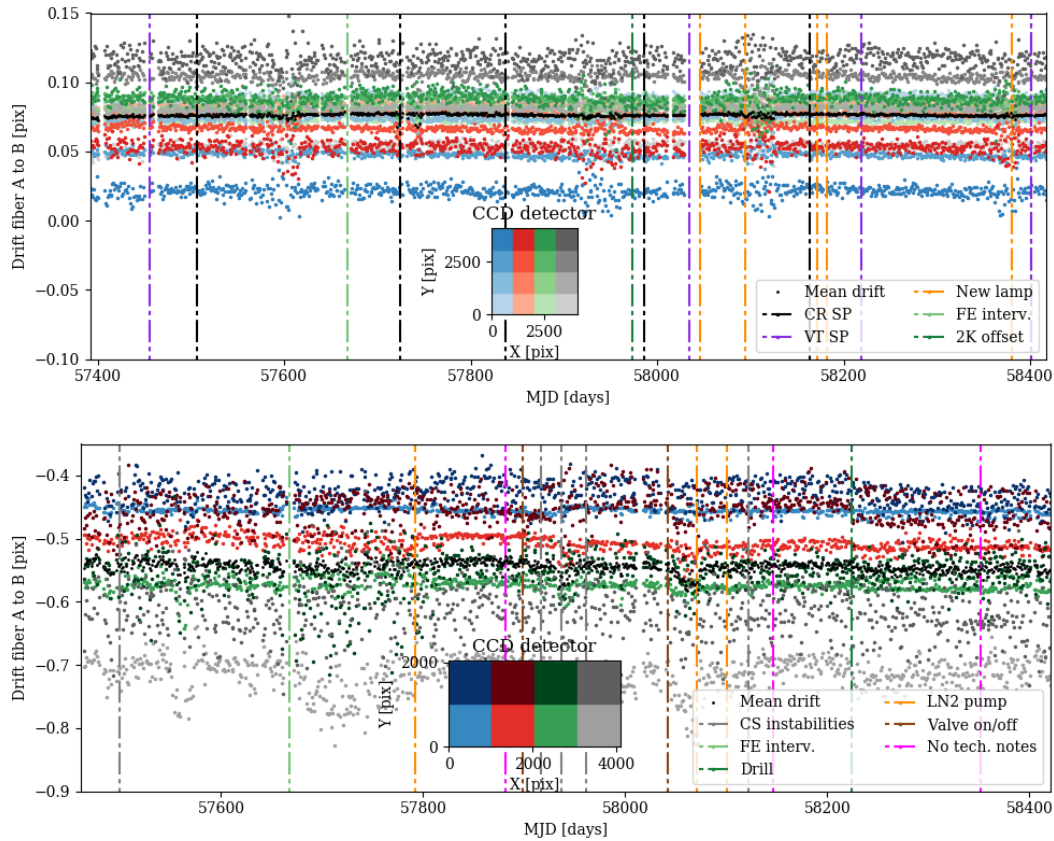 0.15
0.10
0.05
0.00
−0.05
−0.10
Drift fiber A to B [pix]
CCD detector
2500
0
Y [pix]
0 2500
X [pix]
Mean drift
CR SP
VT SP
New lamp
FE interv.
2K offset
57400 57600 57800 58000 58200 58400
MJD [days]
−0.4
−0.5
−0.6
−0.7
−0.8
−0.9
Drift fiber A to B [pix]
CCD detector
2000
0
Y [pix]
0 2000 4000
X [pix]
Mean drift
CS instabilities
FE interv.
Drill
LN2 pump
Valve on/off
No tech. notes
57600 57800 58000 58200 58400
MJD [days]